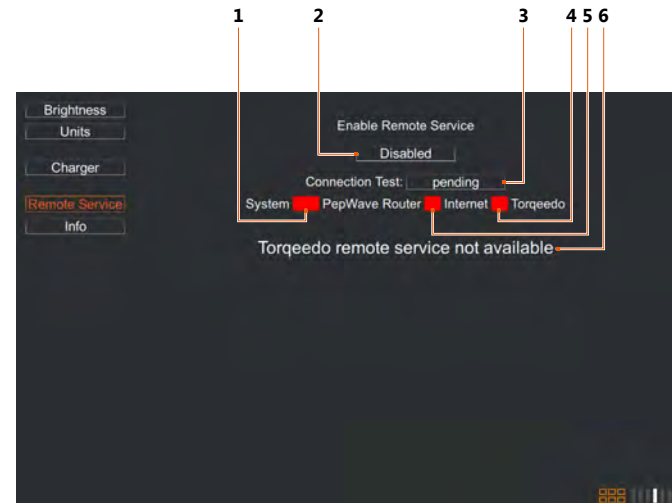 1 2 3 4 5 6
Brightness
Units
Charger
Remote Service
Info
Enable Remote Service
Disabled
Connection Test: pending
System PepWave Router Internet Torqeedo
Torqeedo remote service not available